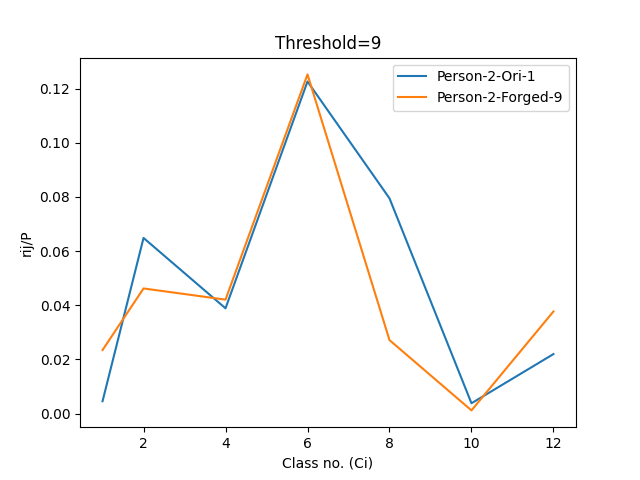 Threshold=9
Person-2-Ori-1
Person-2-Forged-9
0.12
0.10
0.08
0.06
0.04
0.02
0.00
rij/P
2 4 6 8 10 12
Class no. (Ci)